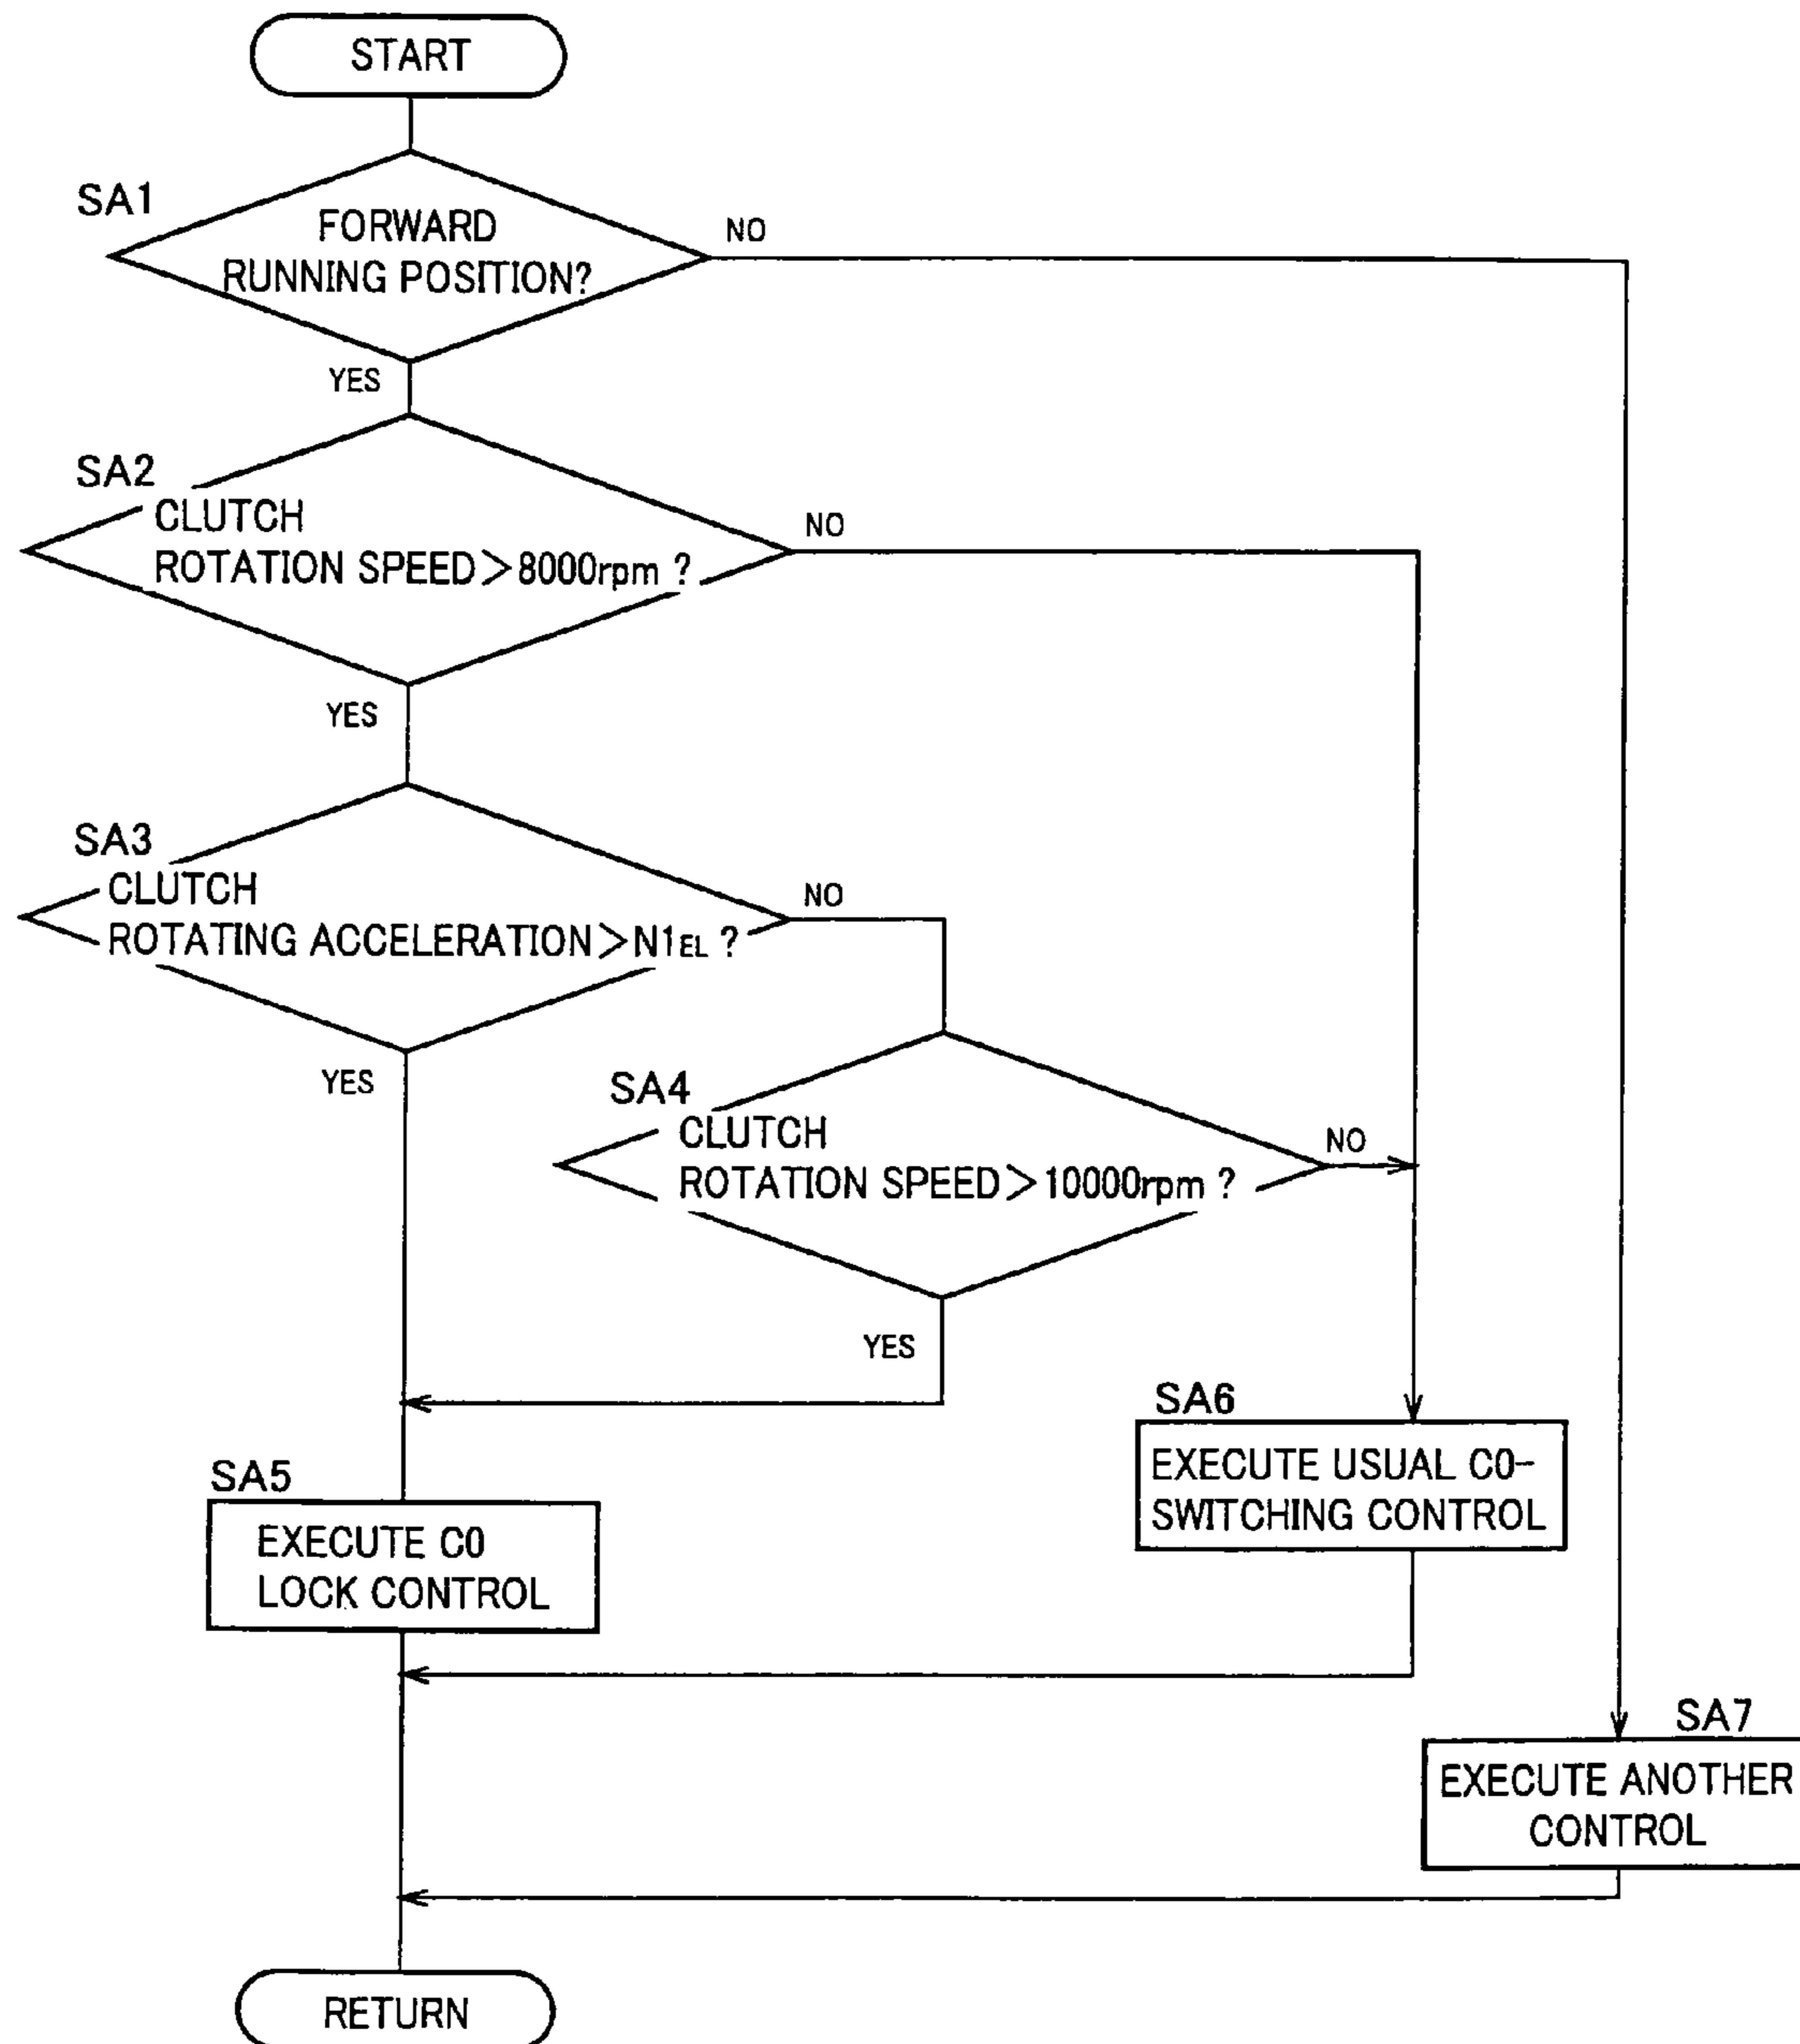 START
SA1
FORWARD
RUNNING POSITION?
NO
YES
SA2
CLUTCH
ROTATION SPEED>8000rpm ?
NO
YES
SA3
CLUTCH
ROTATING ACCELERATION>N1EL ?
NO
YES
SA4
CLUTCH
ROTATION SPEED>10000rpm ?
NO
YES
SA5
EXECUTE C0
LOCK CONTROL
SA6
EXECUTE USUAL C0-
SWITCHING CONTROL
SA7
EXECUTE ANOTHER
CONTROL
RETURN